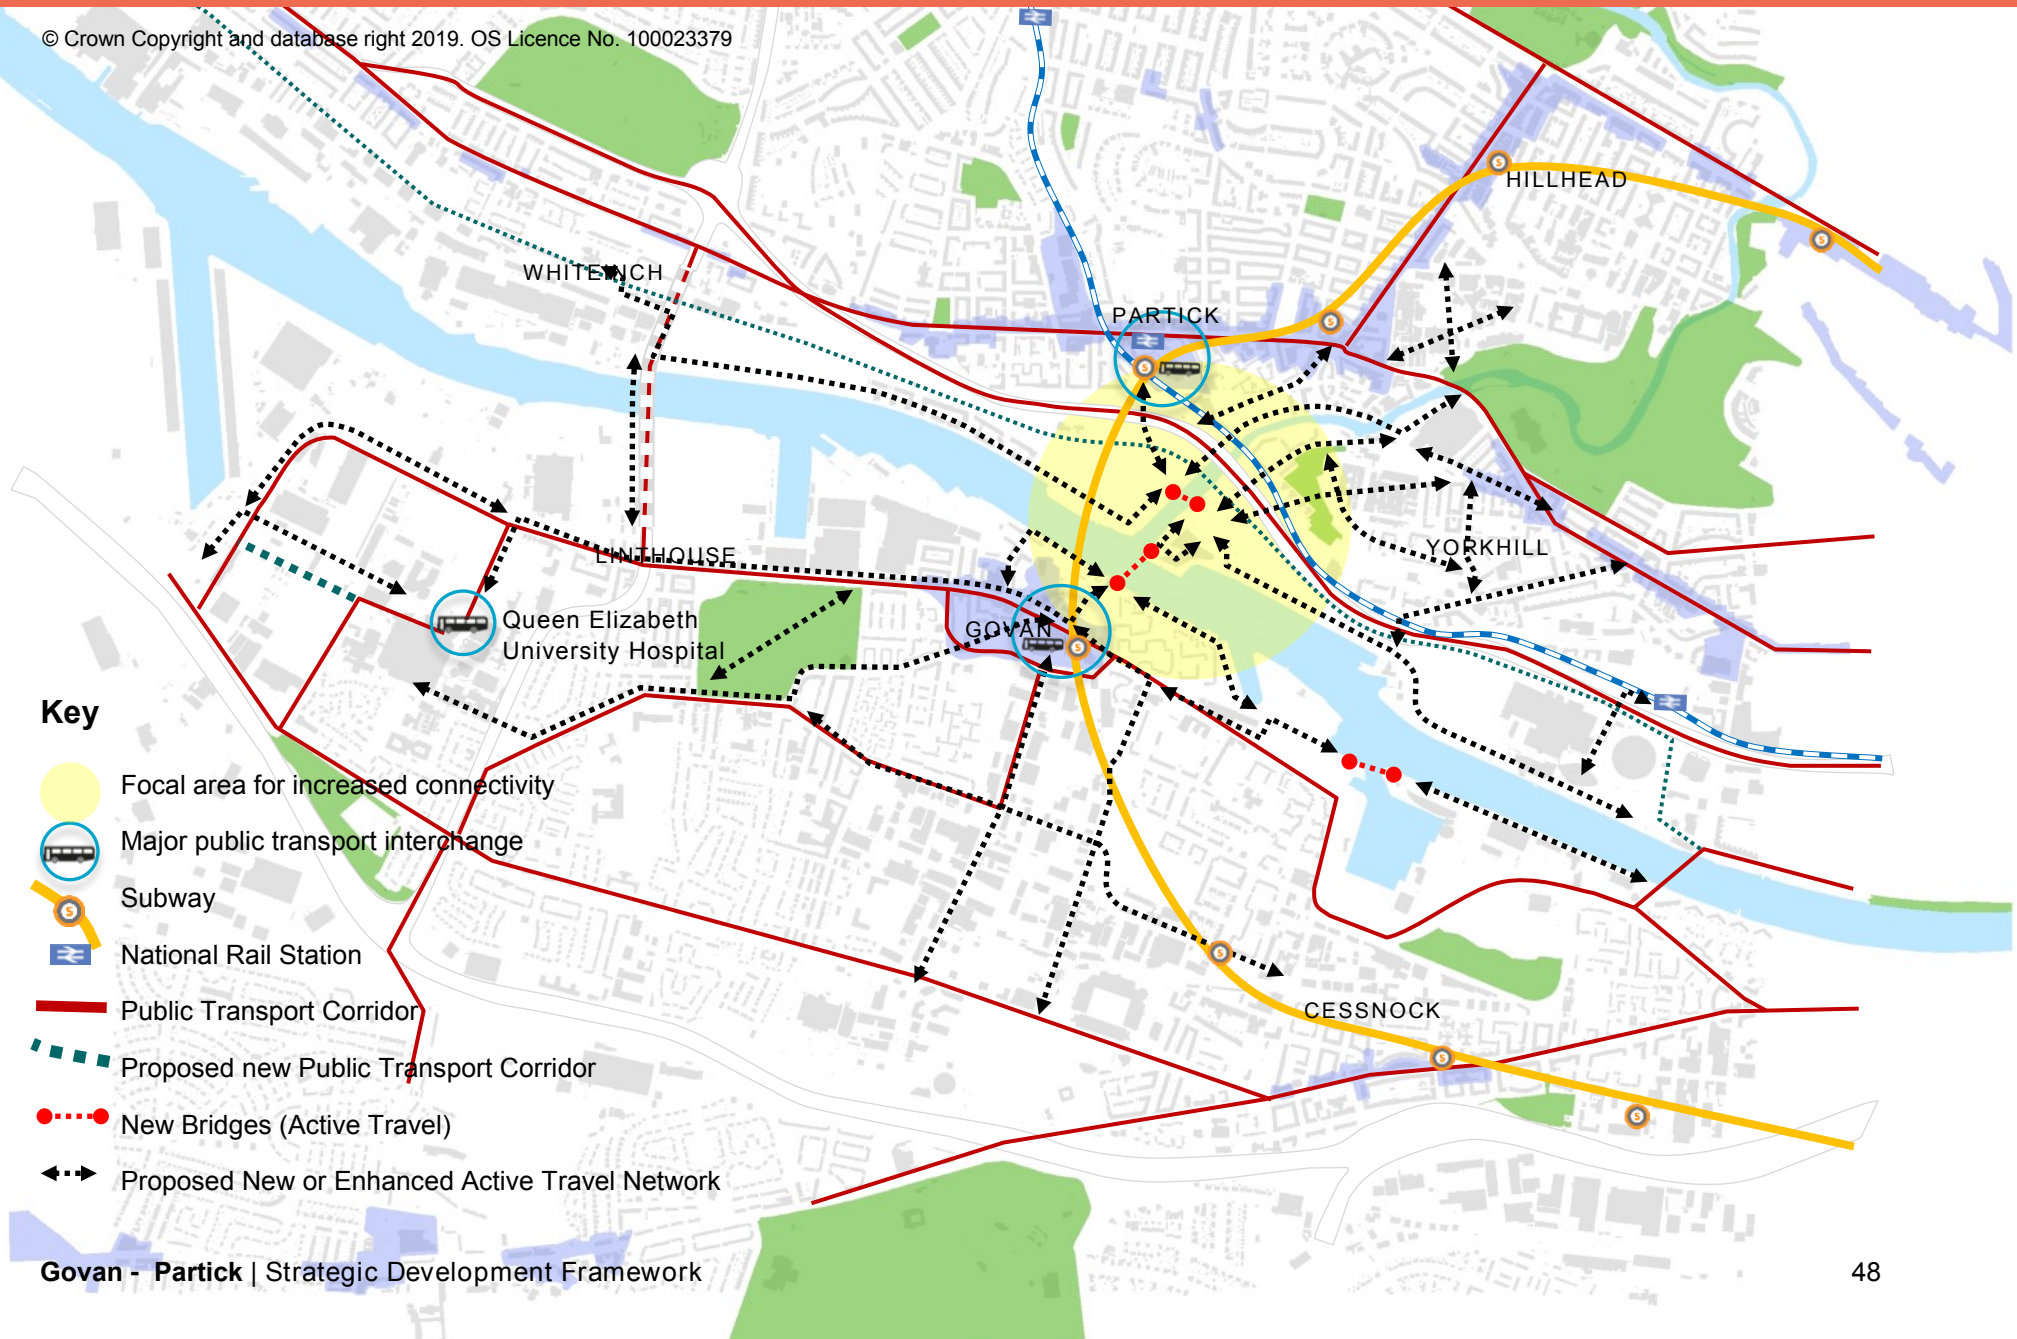 © Crown Copyright and database right 2019. OS Licence No. 100023379
HILLHEAD
WHITEINCH
PARTICK
YORKHILL
LINTHOUSE
Queen Elizabeth
University Hospital
GOVAN
Key
Focal area for increased connectivity
Major public transport interchange
Subway
National Rail Station
Public Transport Corridor
CESSNOCK
Proposed new Public Transport Corridor
New Bridges (Active Travel)
Proposed New or Enhanced Active Travel Network
Govan - Partick | Strategic Development Framework
48